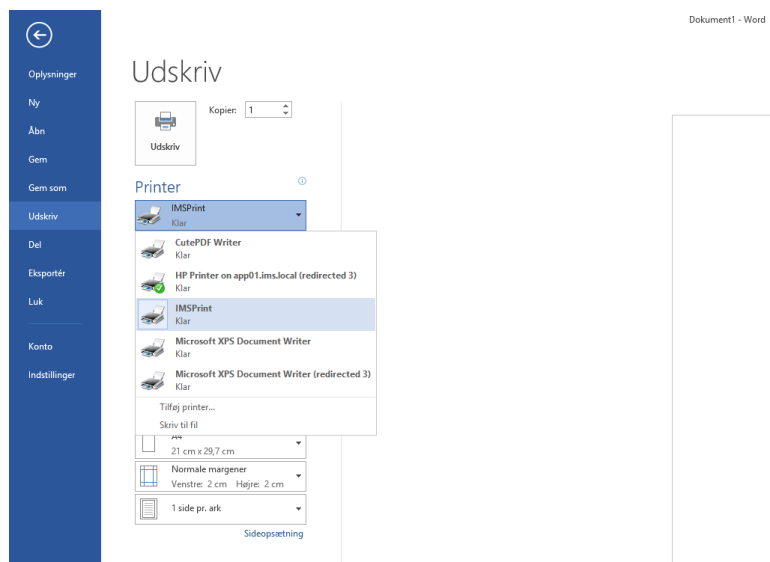 Dokument1 - Word
Oplysninger
Ny
Åbn
Gem
Gem som
Udskriv
Del
Eksportér
Luk
Konto
Indstillinger
Udskriv
Kopier: 1
Udskriv
Printer
IMSPrint
Klar
CutePDF Writer
Klar
HP Printer on app01.ims.local (redirected 3)
Klar
IMSPrint
Klar
Microsoft XPS Document Writer
Klar
Microsoft XPS Document Writer (redirected 3)
Klar
Tilføj printer...
Skriv til fil
A4
21 cm x 29,7 cm
Normale margener
Venstre: 2 cm Højre: 2 cm
1 side pr. ark
Sideopsætning